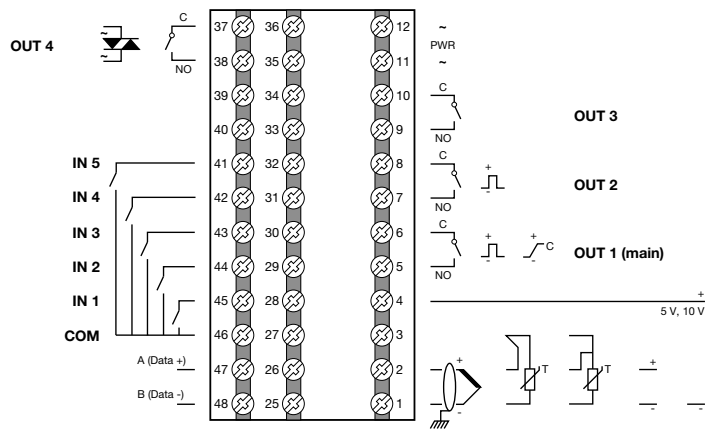 C
37 36 12 ~
OUT 4 ~ PWR
~ NO 38 35 11 ~
39 34 10 C
OUT 3
40 33 9 NO
IN 5 41 32 8 C +
OUT 2
IN 4 42 31 7 NO -
IN 3 43 30 6 C + +
C OUT 1 (main)
IN 2 44 29 5 NO - -
IN 1 45 28 4 +
5 V, 10 V
COM 46 27 3
A (Data +) 47 26 2 + T T +
B (Data -) 48 25 1 - - -